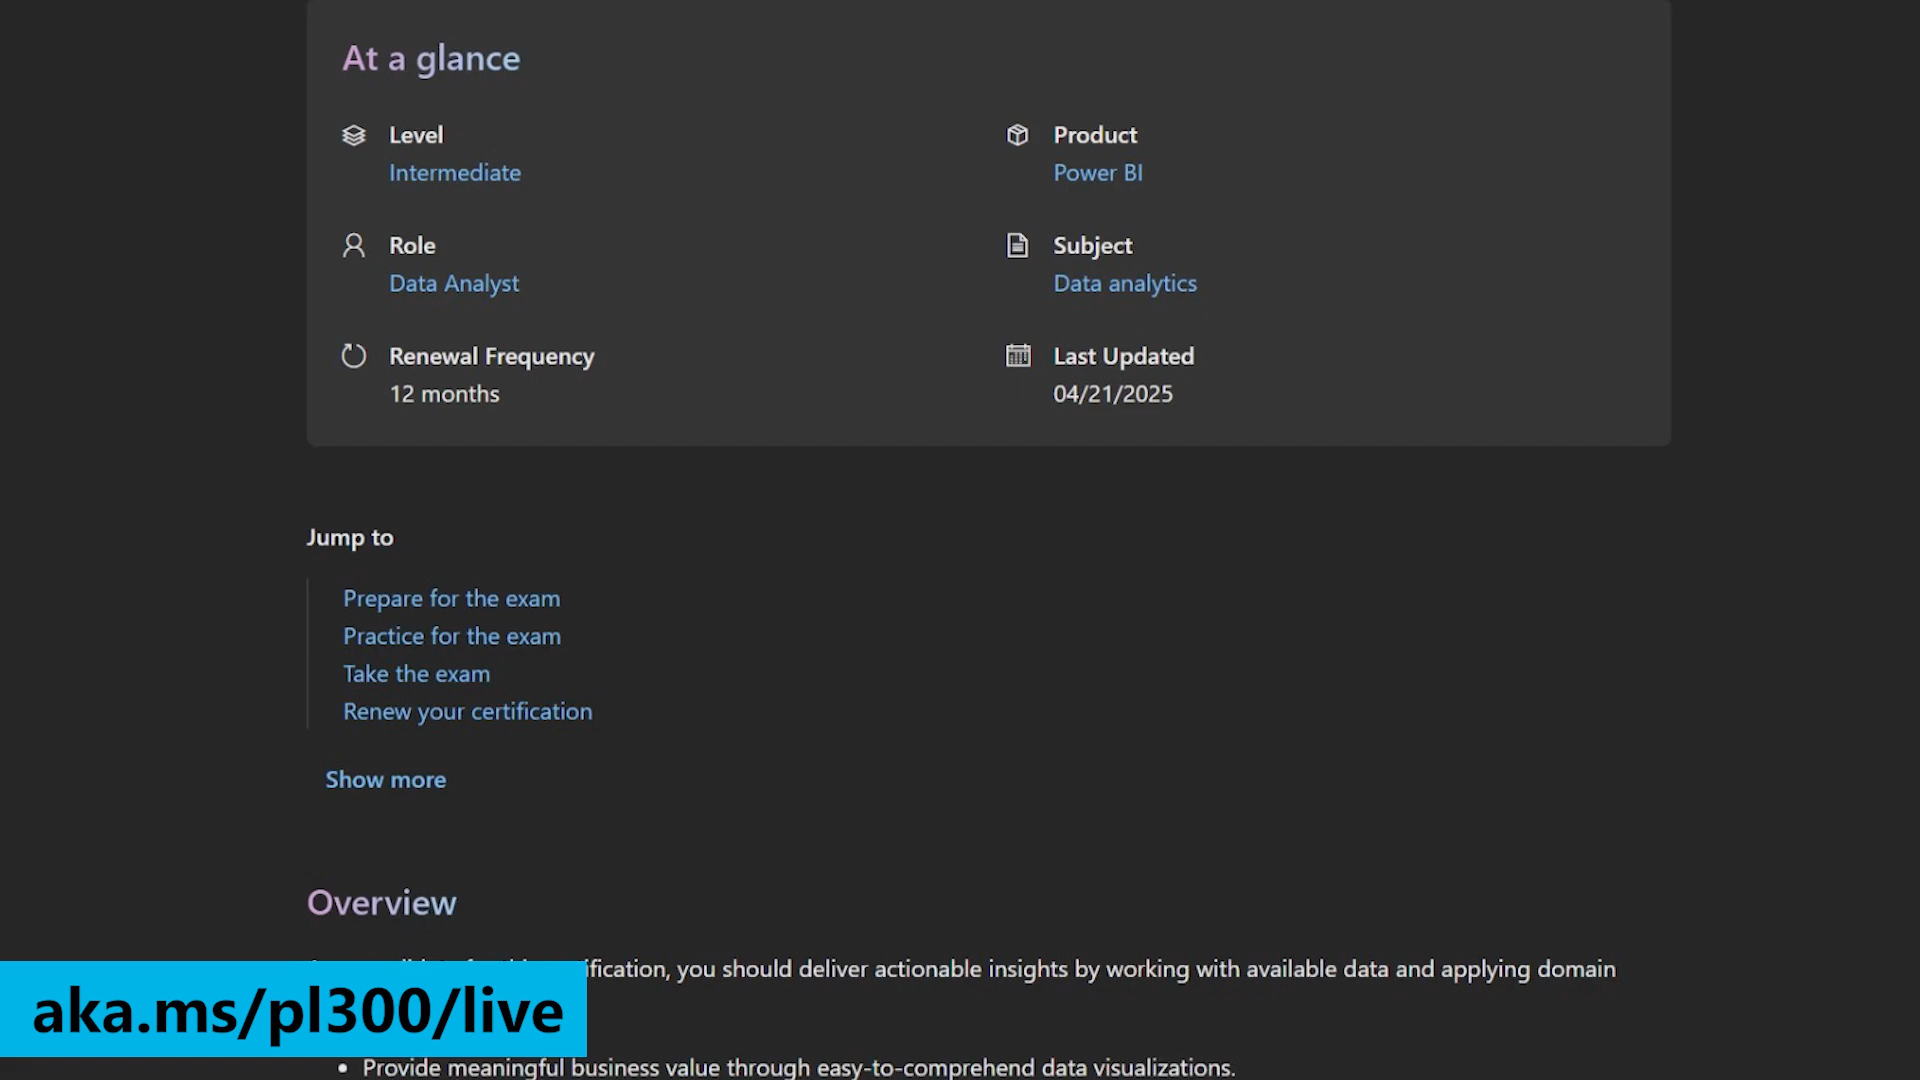 At a glance
Level
Intermediate
Product
Power BI
Role
Data Analyst
Subject
Data analytics
Renewal Frequency
12 months
Last Updated
04/21/2025
Jump to
Prepare for the exam
Practice for the exam
Take the exam
Renew your certification
Show more
Overview
you should deliver actionable insights by working with available data and applying domain
aka.ms/pl300/live
Provide meaningful business value through easy-to-comprehend data visualizations.